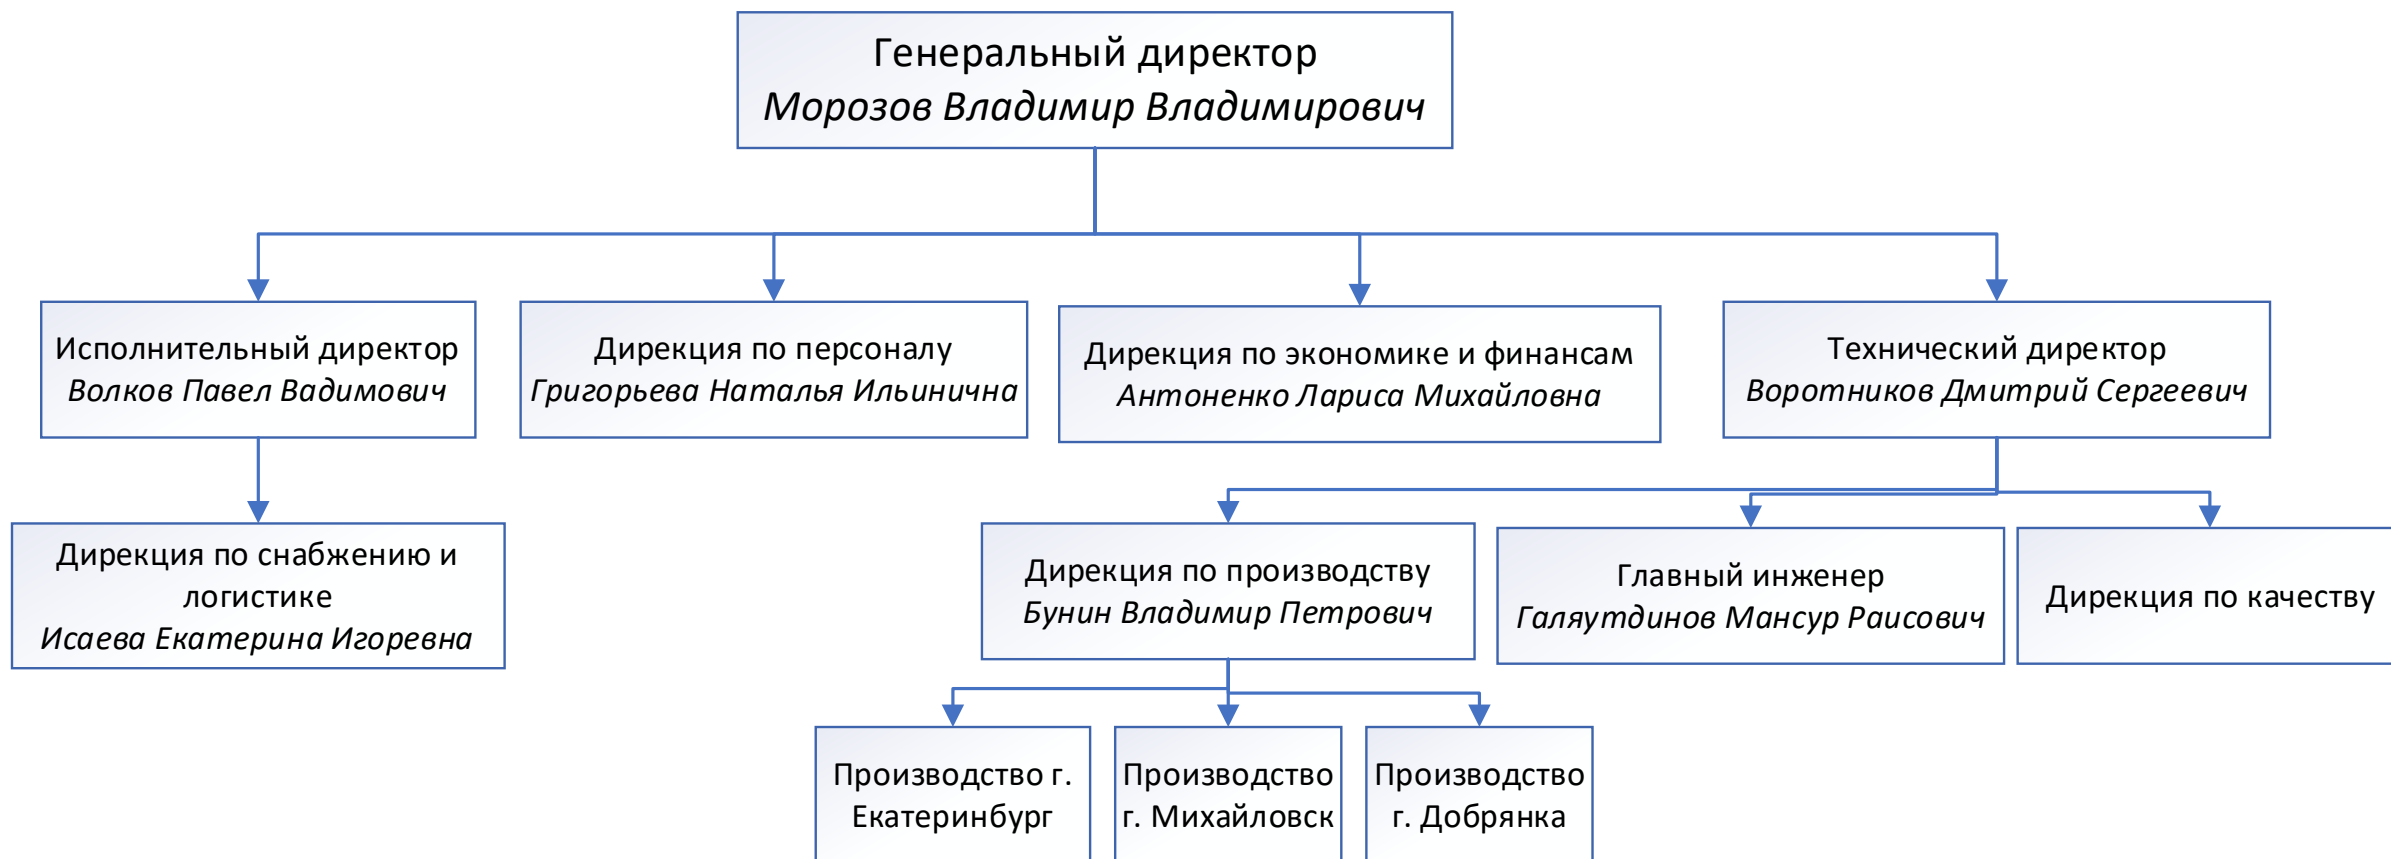 Генеральный директор
Морозов Владимир Владимирович
Исполнительный директор
Волков Павел Вадимович
Дирекция по персоналу
Григорьева Наталья Ильинична
Дирекция по экономике и финансам
Антоненко Лариса Михайловна
Технический директор
Воротников Дмитрий Сергеевич
Дирекция по снабжению и
логистике
Исаева Екатерина Игоревна
Дирекция по производству
Бунин Владимир Петрович
Главный инженер
Галяутдинов Мансур Раисович
Дирекция по качеству
Производство г.
Екатеринбург
Производство
г. Михайловск
Производство
г. Добрянка